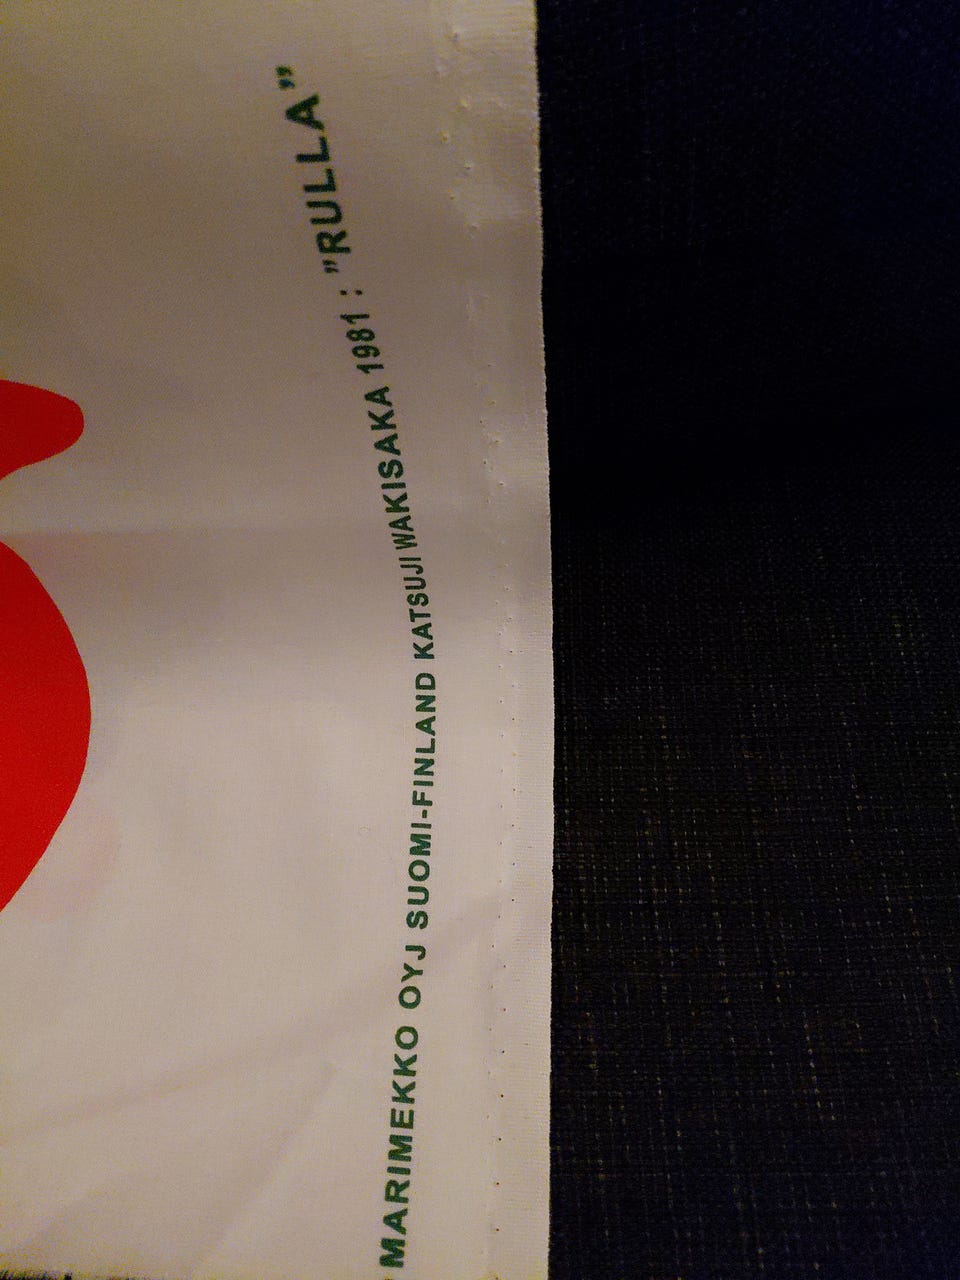 MARIMEKKO OYJ SUOMI-FINLAND KATSUJI WAKISAKA 1981 : "RULLA"